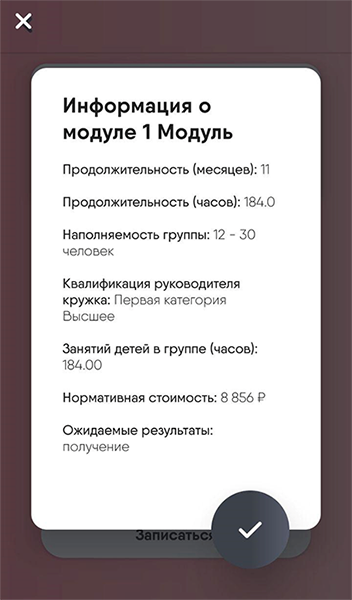 Информация о
модуле 1 Модуль
Продолжительность (месяцев): 11
Продолжительность (часов): 184.0
Наполняемость группы: 12 - 30
человек
Квалификация руководителя
кружка: Первая категория
Высшее
Занятий детей в группе (часов):
184.00
Нормативная стоимость: 8 856 ₽
Ожидаемые результаты:
получение
Записаться